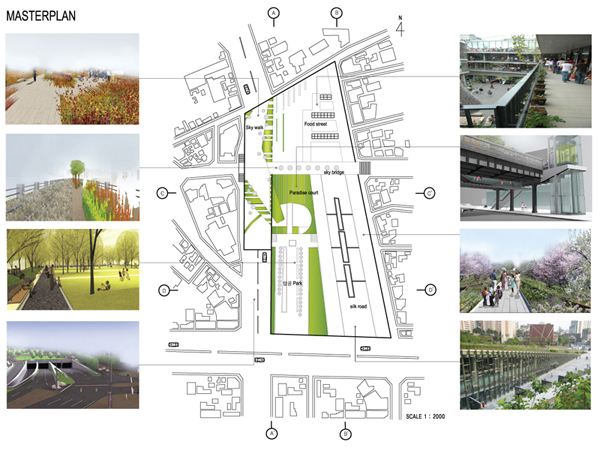 MASTERPLAN
A
B
N
Food street
Sky walk
sky bridge
C
Paradise court
C'
D
Park
D'
silk road
SCALE 1 : 2000
A'
B'